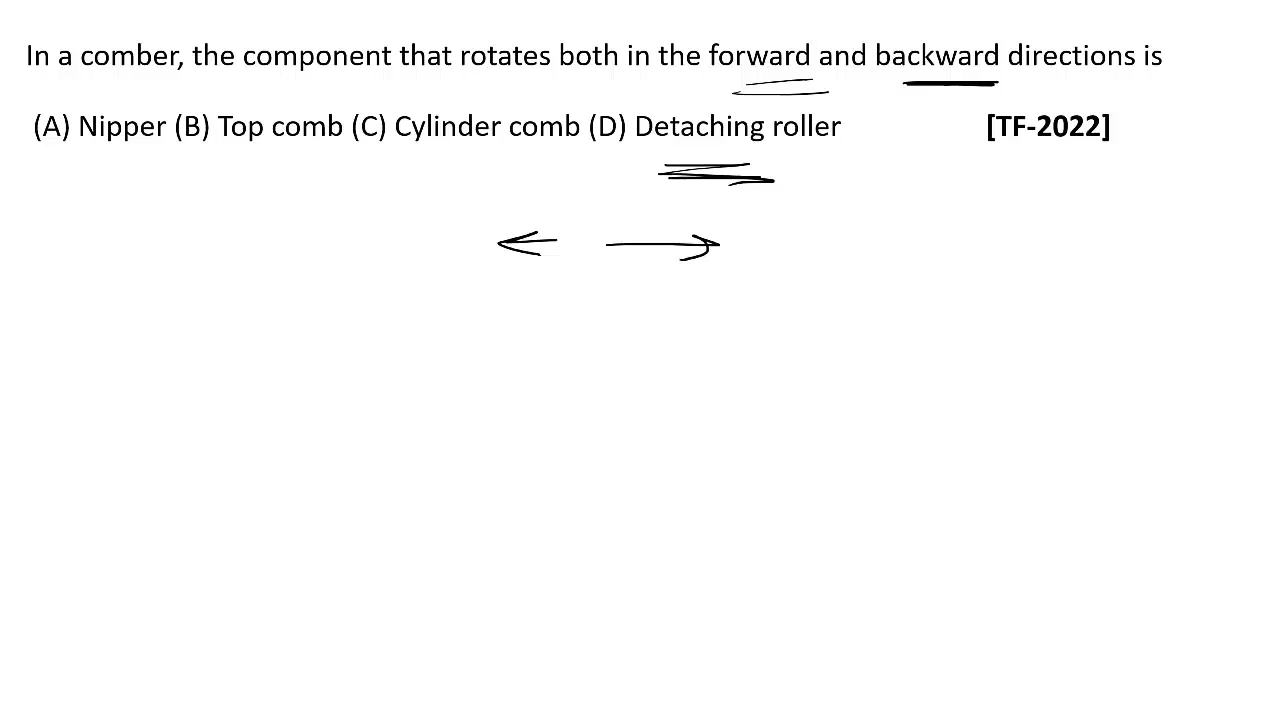 In a comber, the component that rotates both in the forward and backward directions is
(A) Nipper (B) Top comb (C) Cylinder comb (D) Detaching roller [TF-2022]